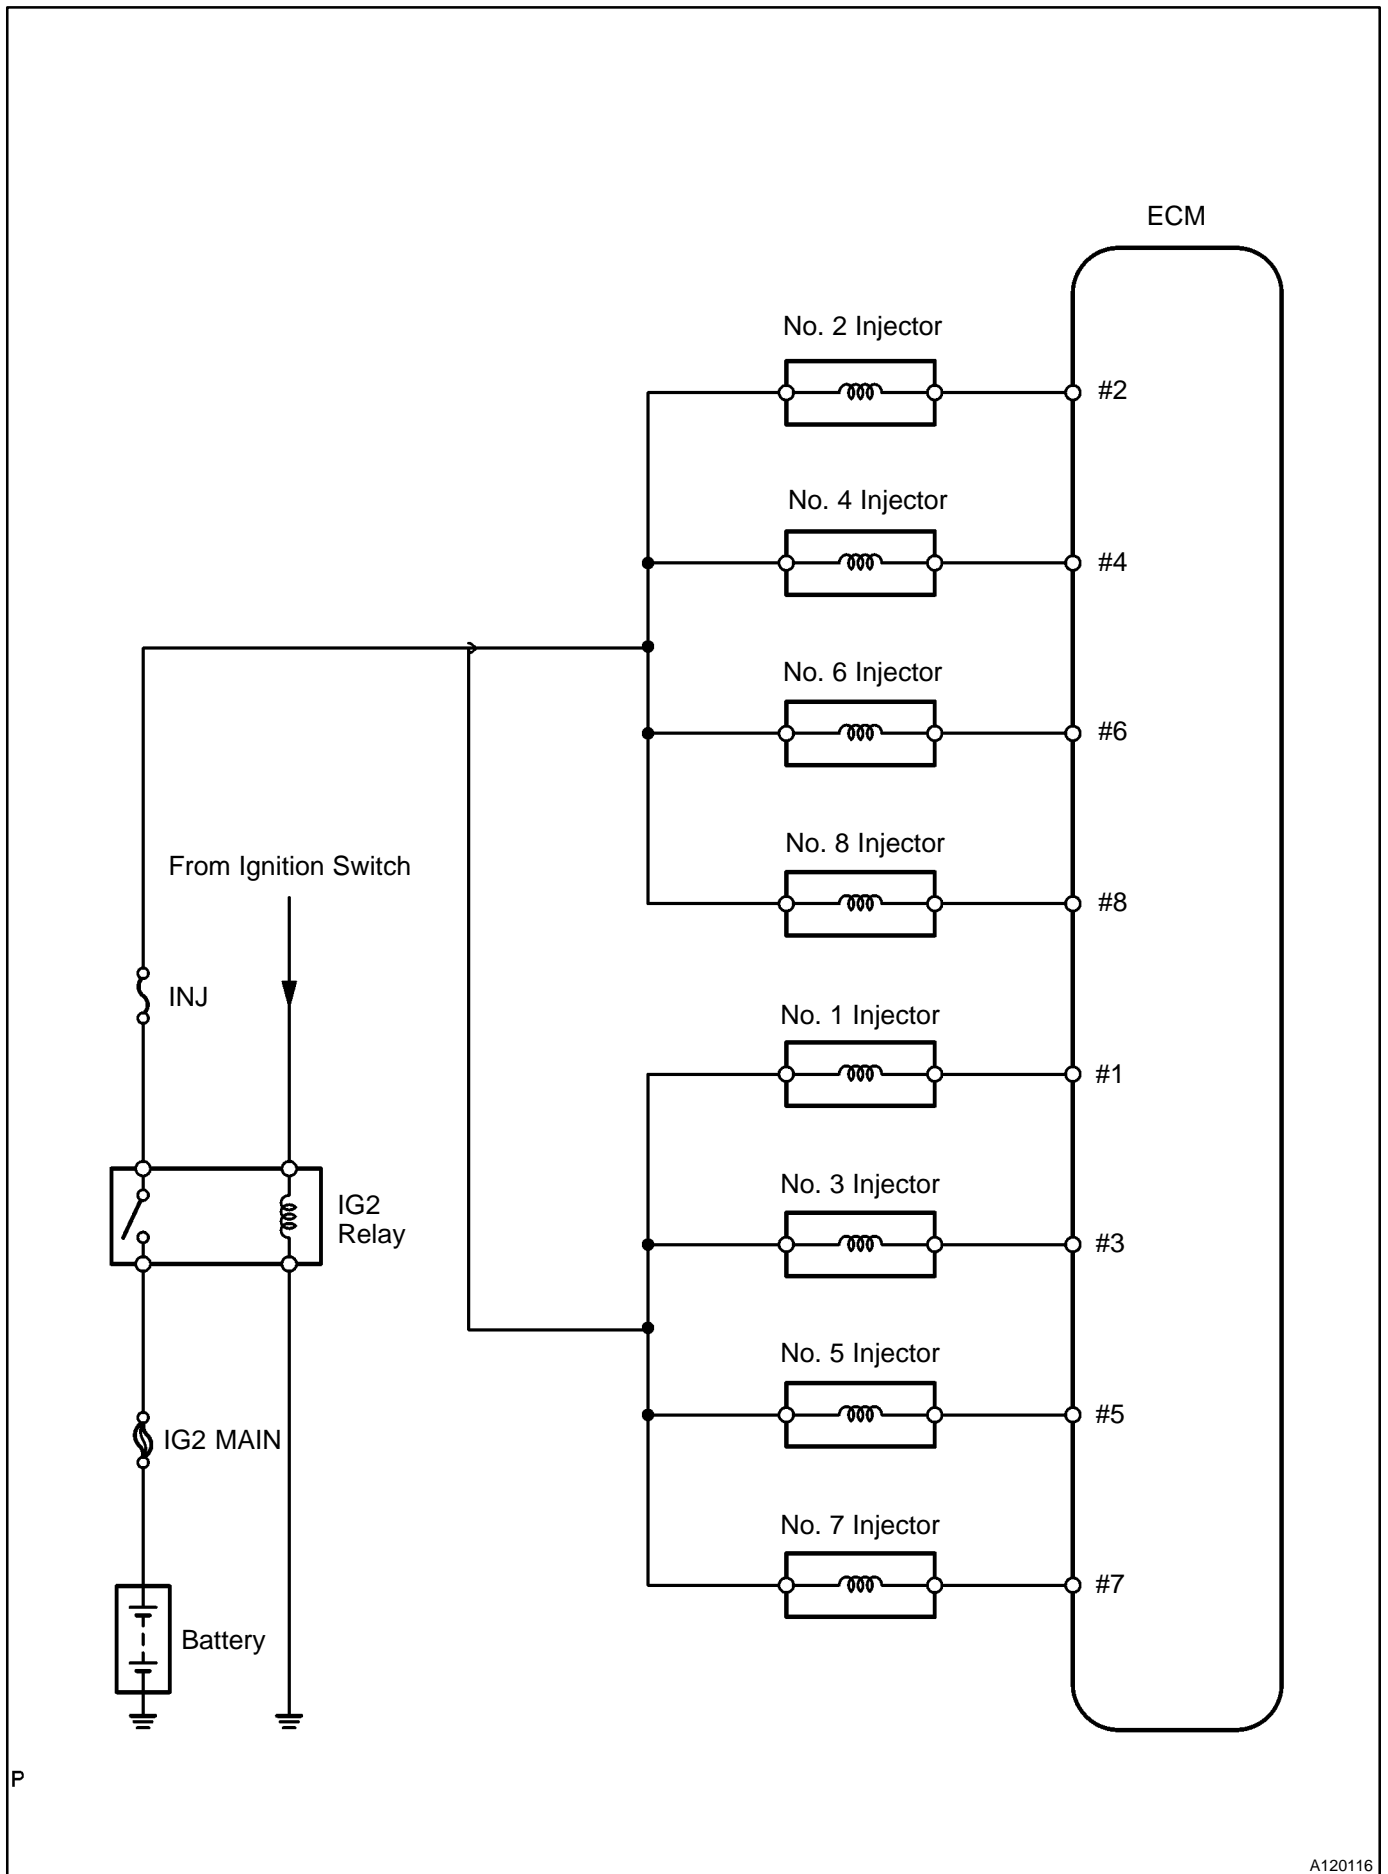 ECM
No. 2 Injector
#2
No. 4 Injector
#4
No. 6 Injector
#6
No. 8 Injector
From Ignition Switch
#8
INJ
No. 1 Injector
#1
No. 3 Injector
IG2
Relay
#3
No. 5 Injector
#5
IG2 MAIN
No. 7 Injector
#7
Battery
P
A120116